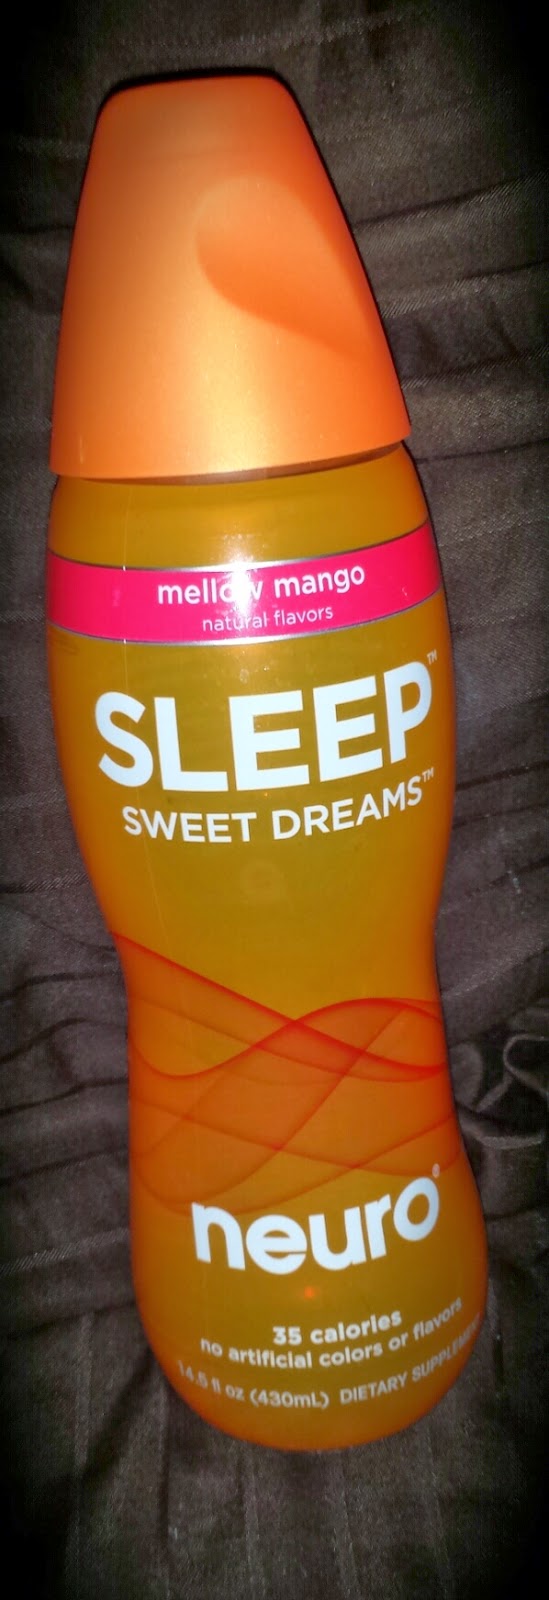 mellow mango
natural flavors
SLEEP™
SWEET DREAMS™
neuro®
35 calories
no artificial colors or flavors
14.5 fl oz (430mL) DIETARY SUPPLEMENT